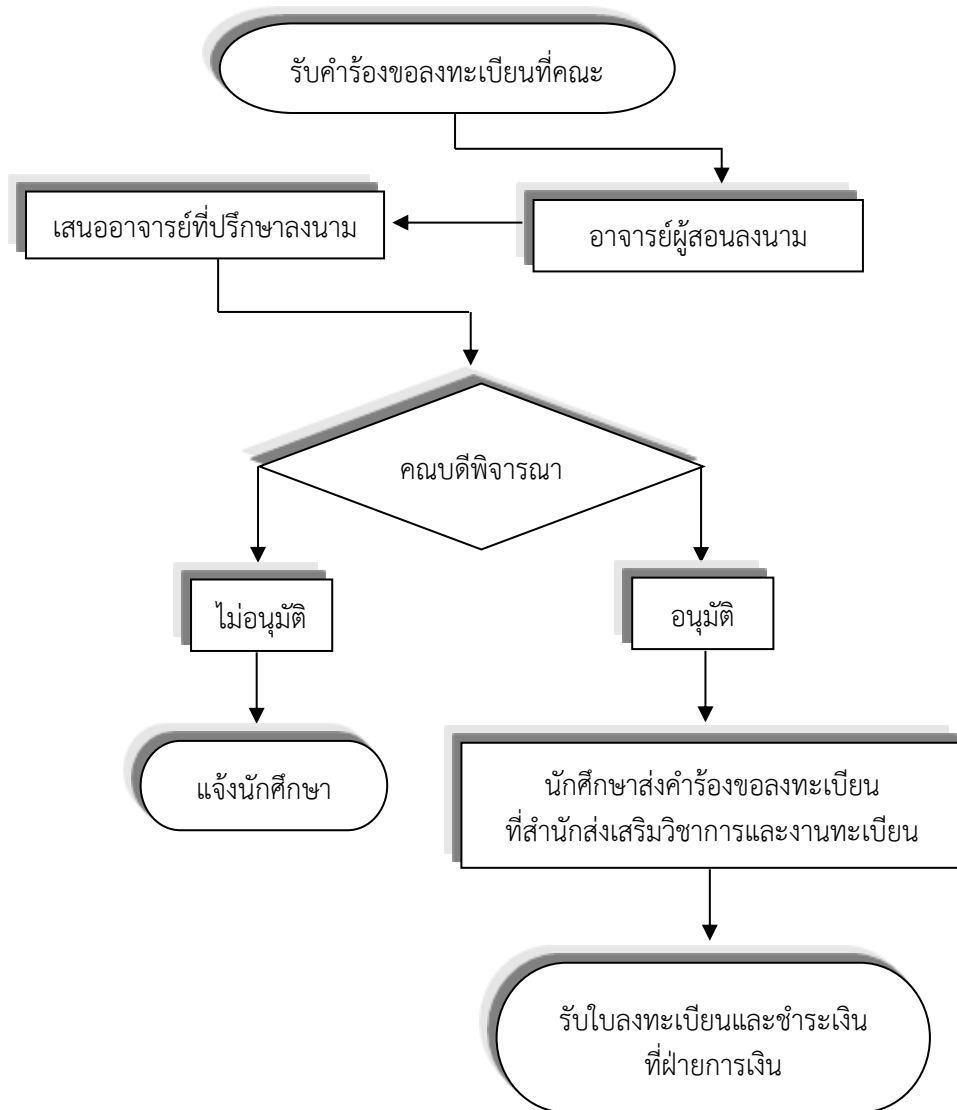 รับคำร้องขอลงทะเบียนที่คณะ
อาจารย์ผู้สอนลงนาม
เสนออาจารย์ที่ปรึกษาลงนาม
คณบดีพิจารณา
ไม่อนุมัติ
อนุมัติ
แจ้งนักศึกษา
นักศึกษาส่งคำร้องขอลงทะเบียน
ที่สำนักส่งเสริมวิชาการและงานทะเบียน
รับใบลงทะเบียนและชำระเงิน
ที่ฝ่ายการเงิน